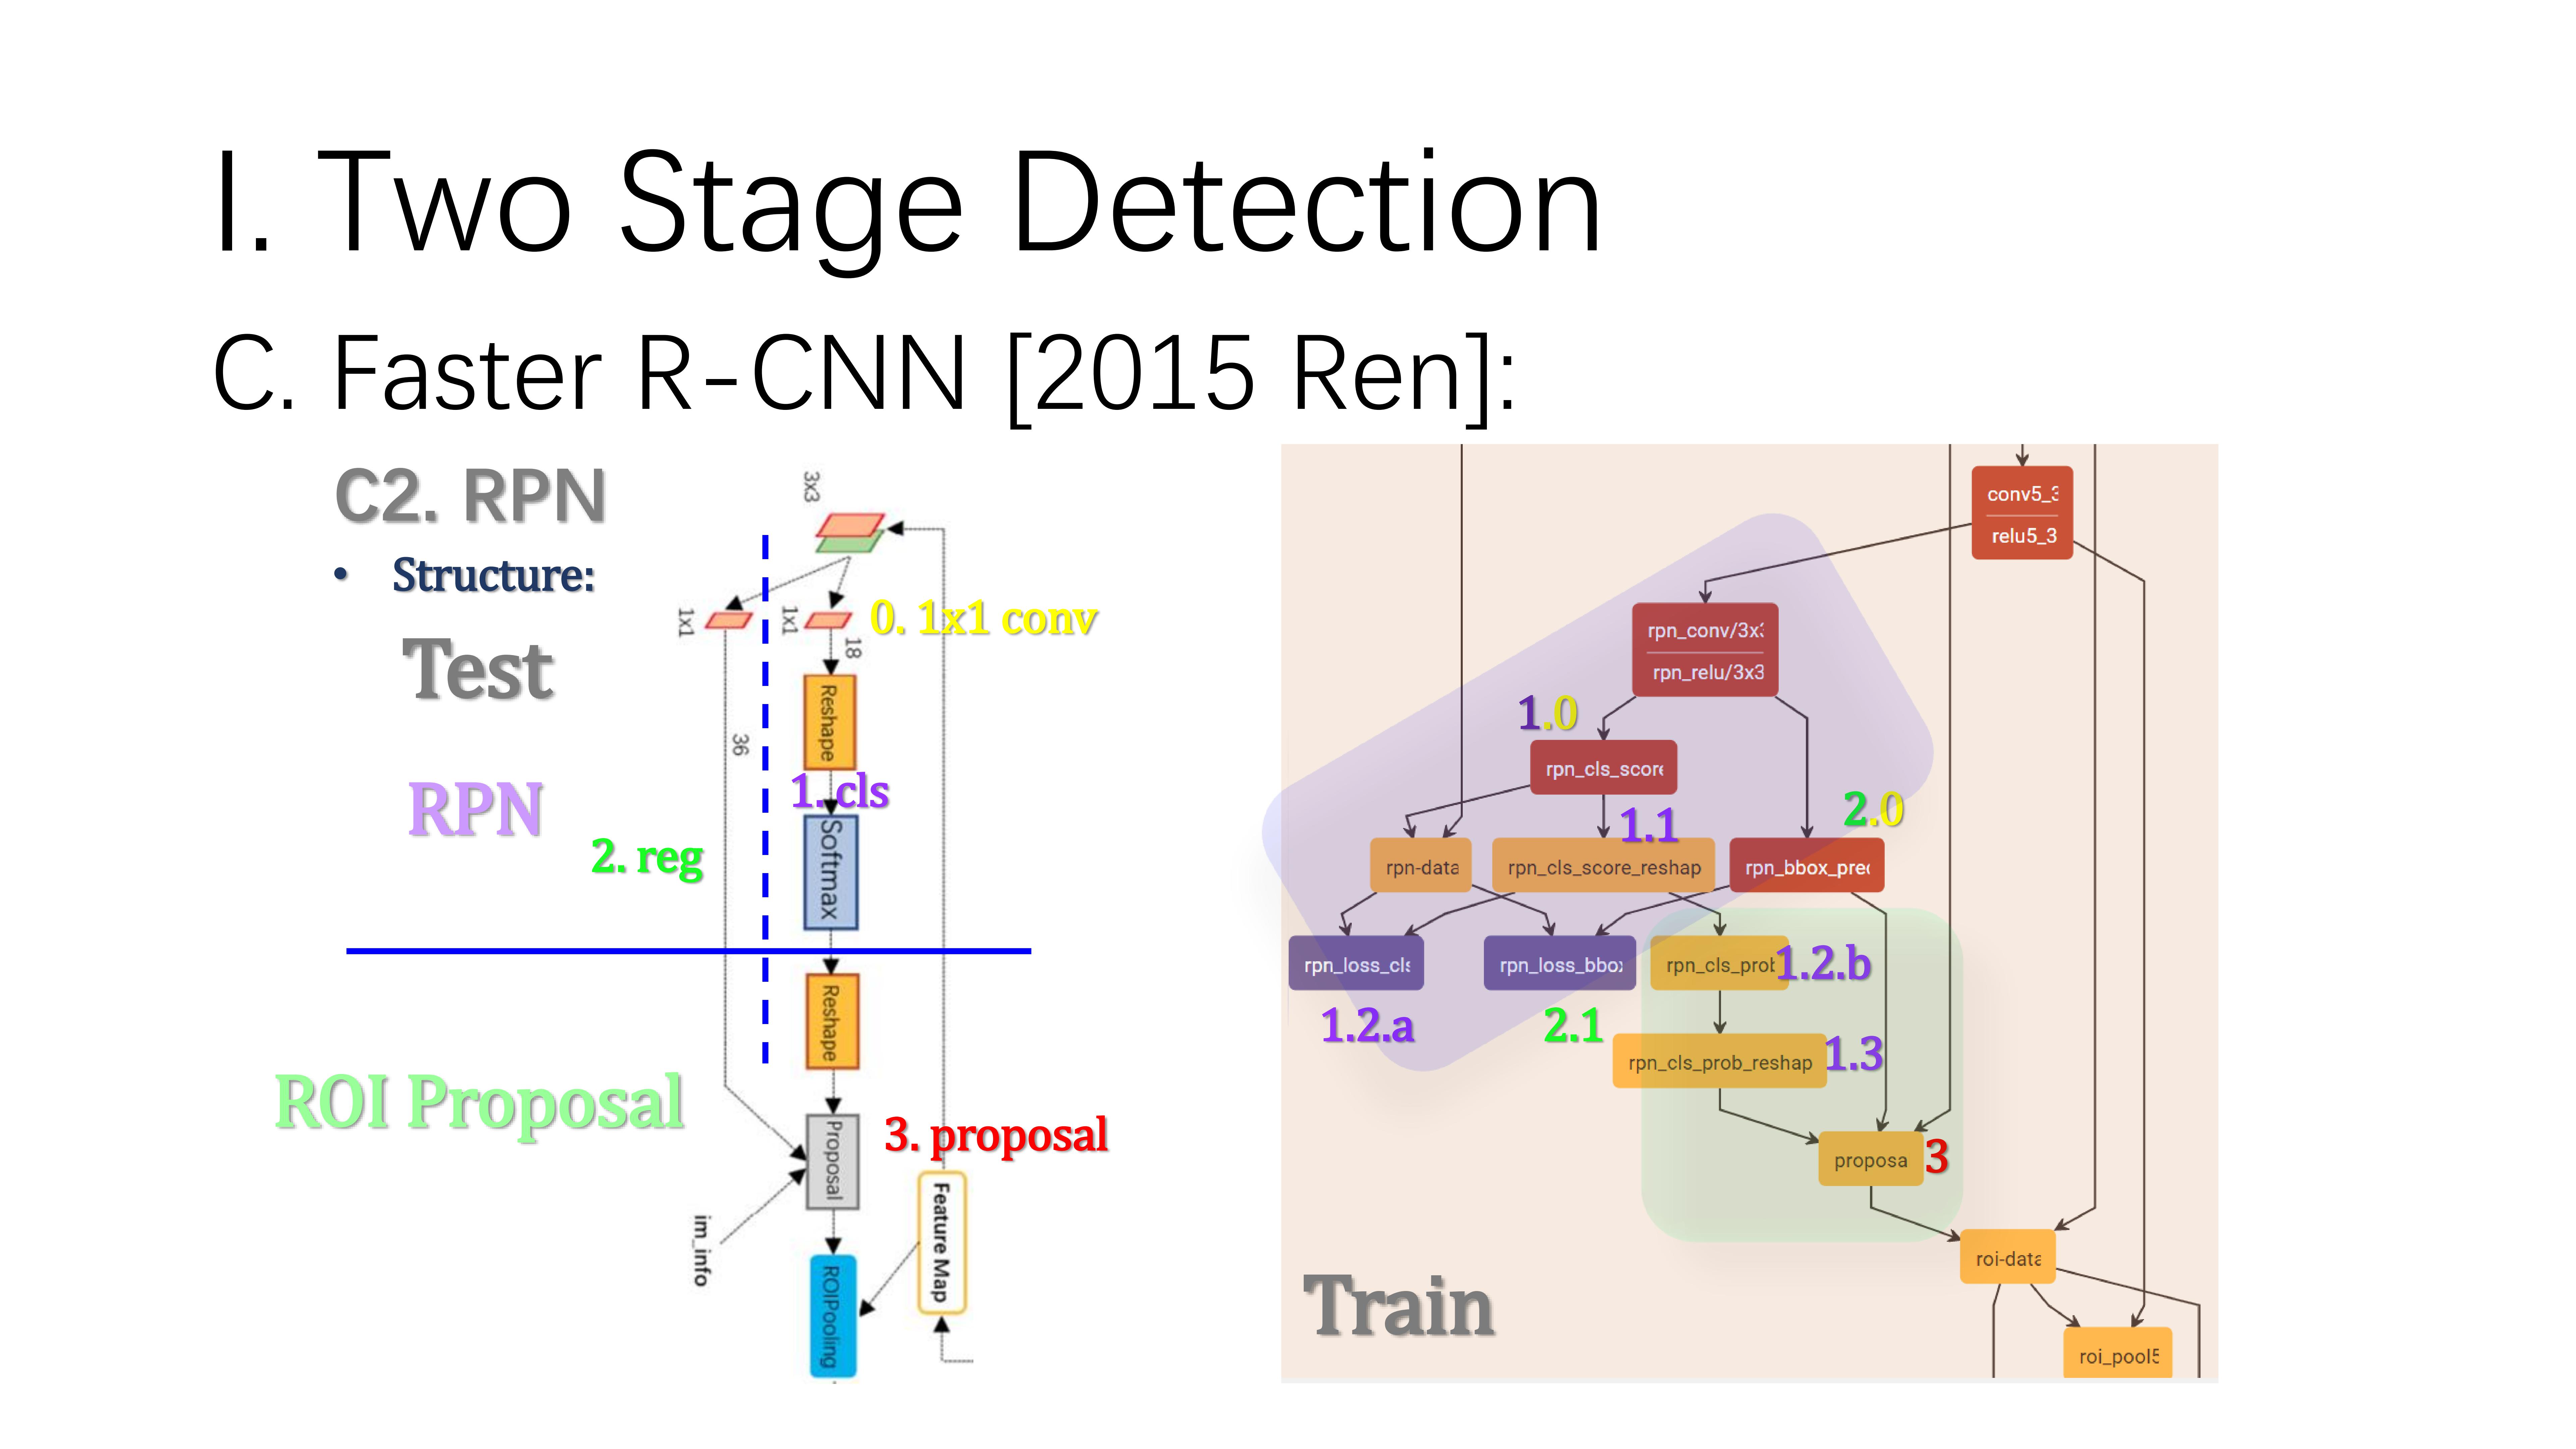 I. Two Stage Detection
C. Faster R-CNN [2015 Ren]:
C2. RPN
• Structure:
Test
RPN
ROI Proposal
3x3
1x1
1x1
0. 1x1 conv
18
36
Reshape
1. cls
Softmax
2. reg
Reshape
Proposal
3. proposal
im_info
Feature Map
ROIPooling
conv5_3
relu5_3
rpn_conv/3x3
rpn_relu/3x3
1.0
rpn_cls_score
1.1
2.0
rpn-data
rpn_cls_score_reshap
rpn_bbox_pred
rpn_loss_cls
rpn_loss_bbox
rpn_cls_prob
1.2.b
1.2.a
2.1
rpn_cls_prob_reshap
1.3
proposa
3
roi-data
Train
roi_pool5